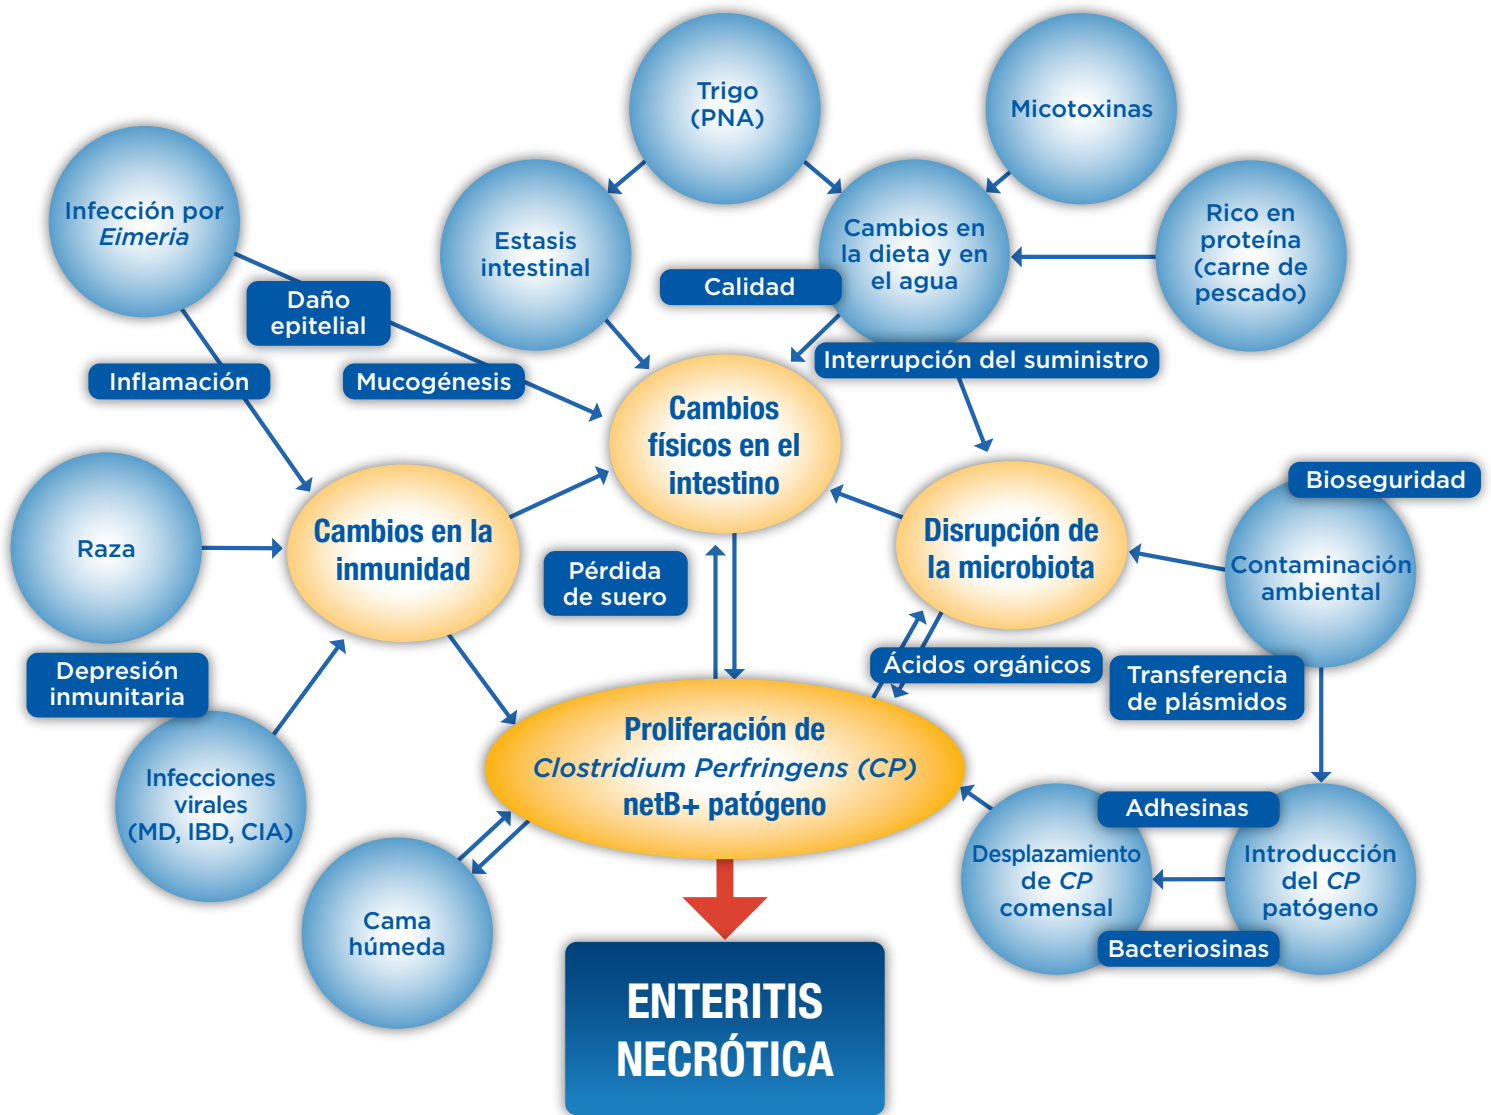 Trigo
(PNA)
Micotoxinas
Infección por
Eimeria
Estasis
intestinal
Cambios en
la dieta y en
el agua
Rico en
proteína
(carne de
pescado)
Calidad
Daño
epitelial
Interrupción del suministro
Inflamación
Mucogénesis
Cambios
físicos en el
intestino
Bioseguridad
Raza
Cambios en la
inmunidad
Disrupción de
la microbiota
Pérdida
de suero
Contaminación
ambiental
Depresión
inmunitaria
Ácidos orgánicos
Transferencia
de plásmidos
Proliferación de
Clostridium Perfringens (CP)
netB+ patógeno
Infecciones
virales
(MD, IBD, CIA)
Adhesinas
Desplazamiento
de CP
comensal
Introducción
del CP
patógeno
Bacteriosinas
Cama
húmeda
ENTERITIS
NECRÓTICA